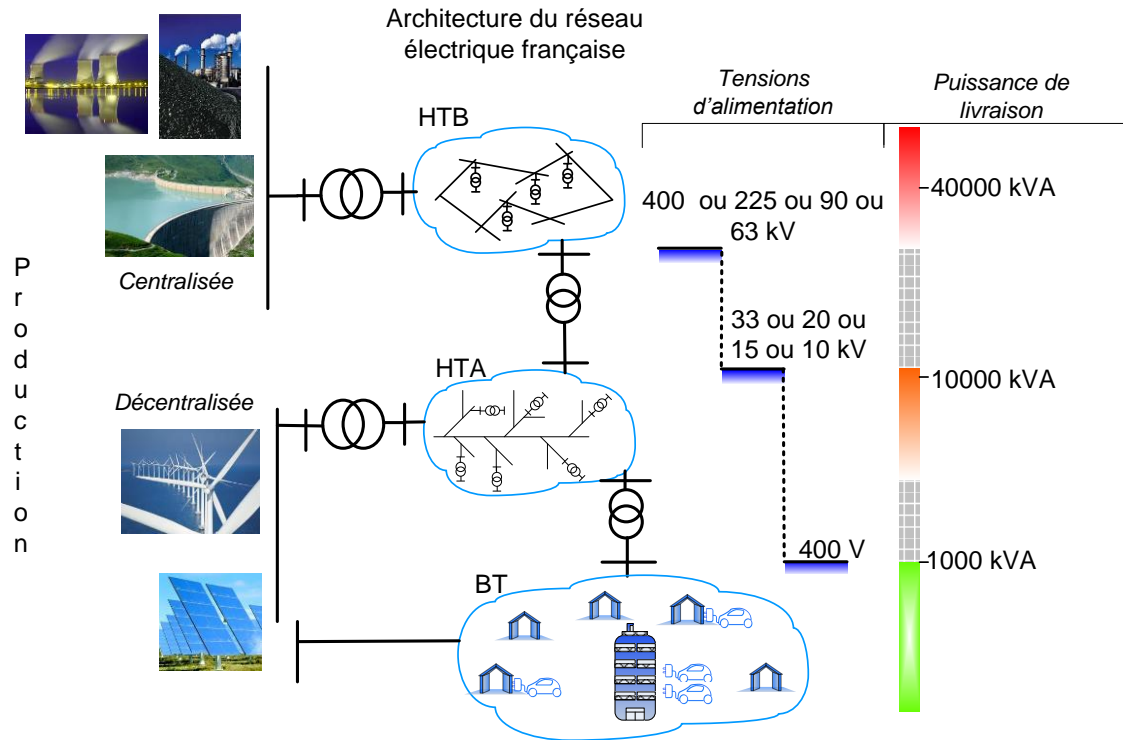 Architecture du réseau
électrique française
Tensions
d'alimentation
Puissance de
livraison
HTB
40000 kVA
400 ou 225 ou 90 ou
63 kV
Production
Centralisée
33 ou 20 ou
15 ou 10 kV
HTA
10000 kVA
Décentralisée
400 V
1000 kVA
BT